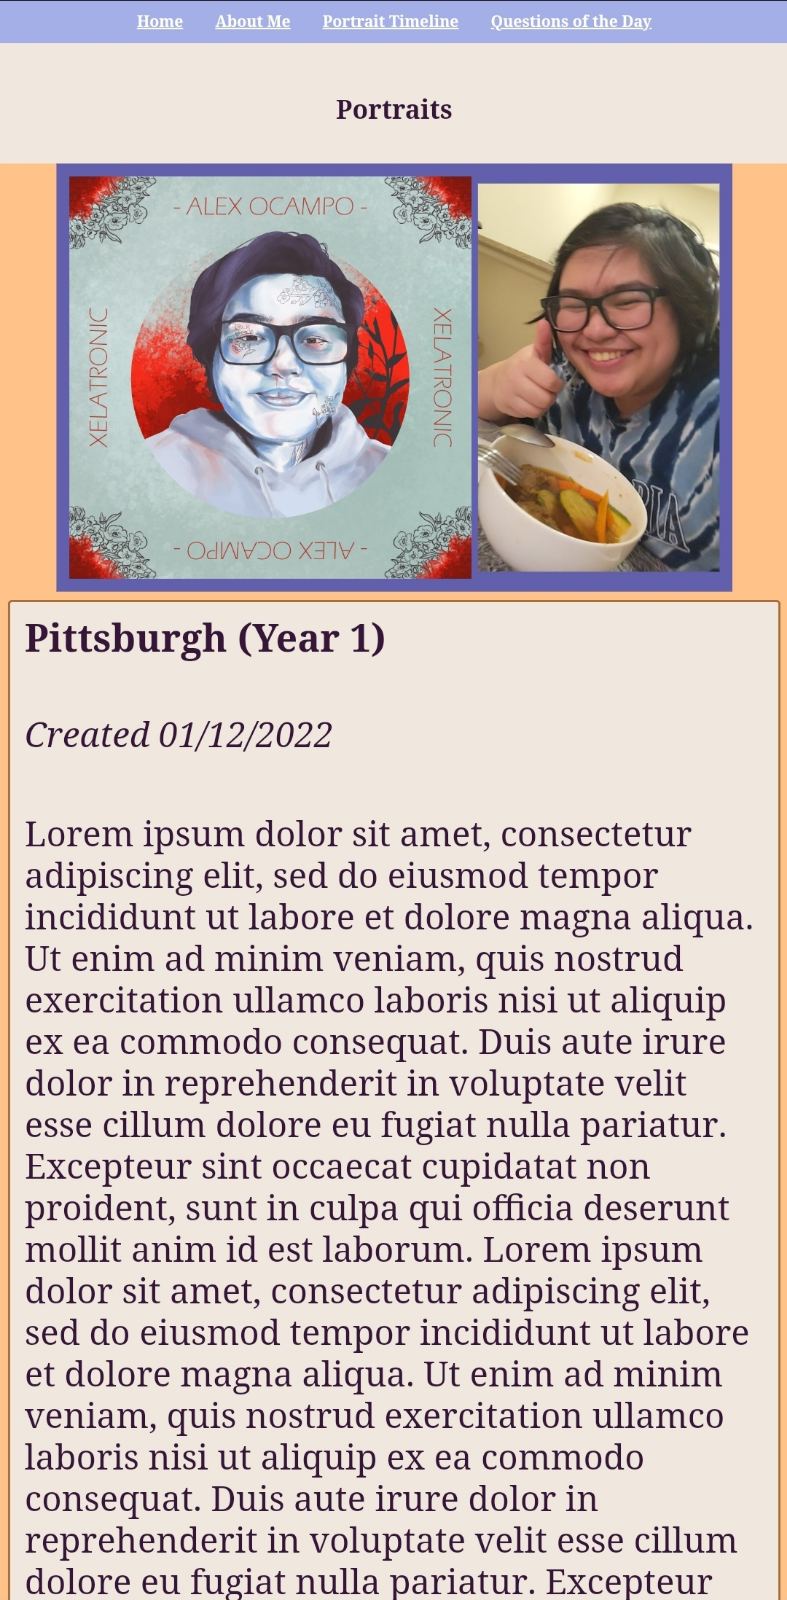 Home About Me Portrait Timeline Questions of the Day
Portraits
- ALEX OCAMPO -
XELATRONIC
XELATRONIC
- ALEX OCAMPO -
Pittsburgh (Year 1)
Created 01/12/2022
Lorem ipsum dolor sit amet, consectetur
adipiscing elit, sed do eiusmod tempor
incididunt ut labore et dolore magna aliqua.
Ut enim ad minim veniam, quis nostrud
exercitation ullamco laboris nisi ut aliquip
ex ea commodo consequat. Duis aute irure
dolor in reprehenderit in voluptate velit
esse cillum dolore eu fugiat nulla pariatur.
Excepteur sint occaecat cupidatat non
proident, sunt in culpa qui officia deserunt
mollit anim id est laborum. Lorem ipsum
dolor sit amet, consectetur adipiscing elit,
sed do eiusmod tempor incididunt ut labore
et dolore magna aliqua. Ut enim ad minim
veniam, quis nostrud exercitation ullamco
laboris nisi ut aliquip ex ea commodo
consequat. Duis aute irure dolor in
reprehenderit in voluptate velit esse cillum
dolore eu fugiat nulla pariatur. Excepteur